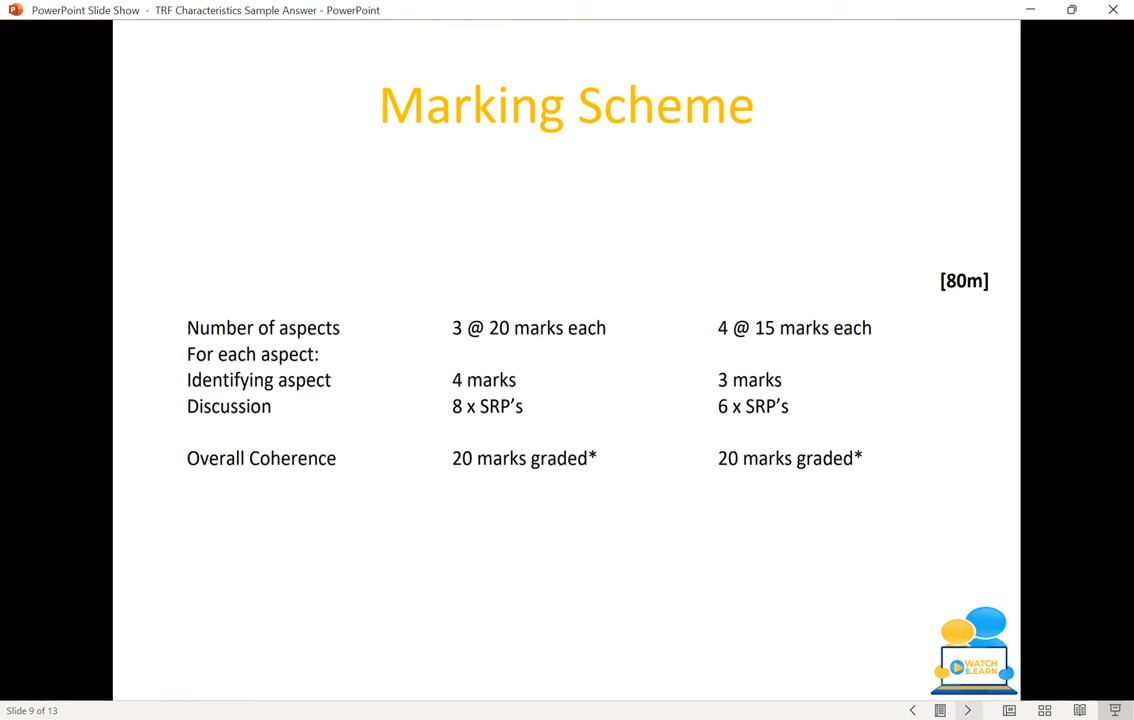 PowerPoint Slide Show - TRF Characteristics Sample Answer - PowerPoint
Marking Scheme
[80m]
Number of aspects 3 @ 20 marks each 4 @ 15 marks each
For each aspect:
Identifying aspect 4 marks 3 marks
Discussion 8 x SRP’s 6 x SRP’s
Overall Coherence 20 marks graded* 20 marks graded*
WATCH
LEARN
Slide 9 of 13